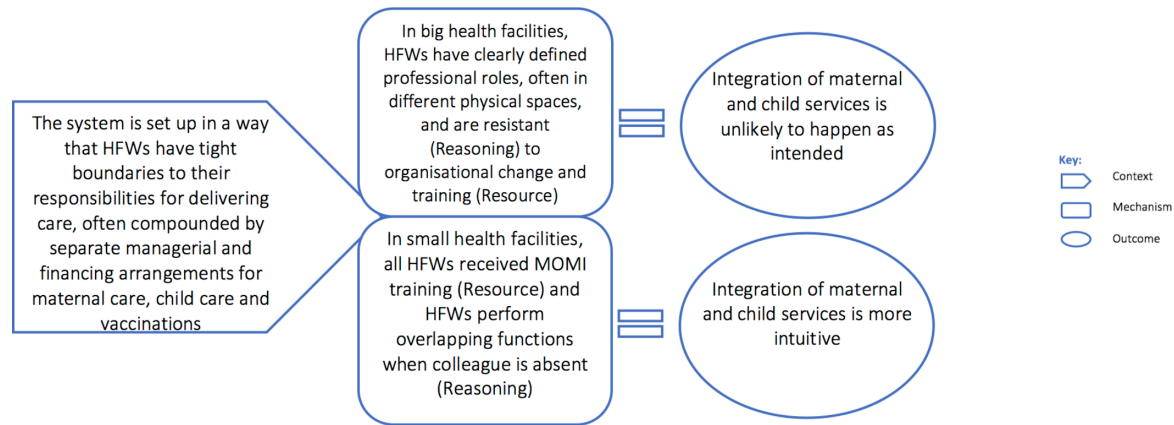 The system is set up in a way
that HFWs have tight
boundaries to their
responsibilities for delivering
care, often compounded by
separate managerial and
financing arrangements for
maternal care, child care and
vaccinations
In big health facilities,
HFWs have clearly defined
professional roles, often in
different physical spaces,
and are resistant
(Reasoning) to
organisational change and
training (Resource)
Integration of maternal
and child services is
unlikely to happen as
intended
In small health facilities,
all HFWs received MOMI
training (Resource) and
HFWs perform
overlapping functions
when colleague is absent
(Reasoning)
Integration of maternal
and child services is more
intuitive
Key:
Context
Mechanism
Outcome